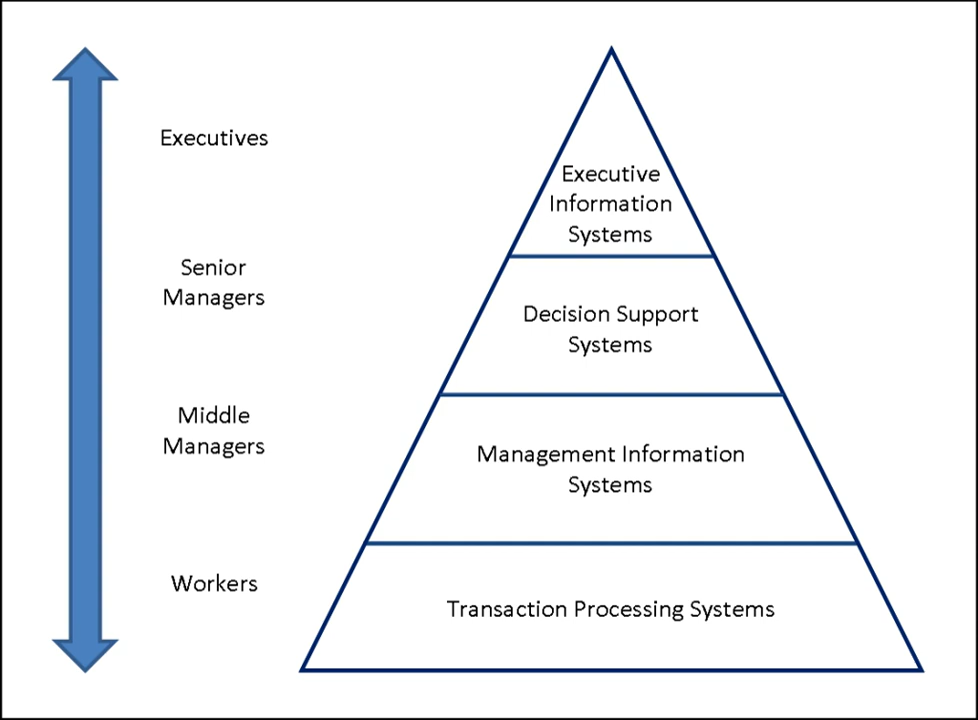 Executives
Executive
Information
Systems
Senior
Managers
Decision Support
Systems
Middle
Managers
Management Information
Systems
Workers
Transaction Processing Systems